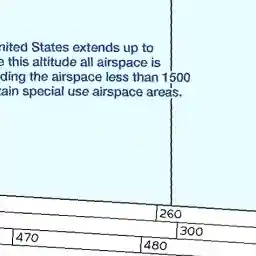 nited States extends up to
this altitude all airspace is
ding the airspace less than 1500
tain special use airspace areas.
260
300
470
480